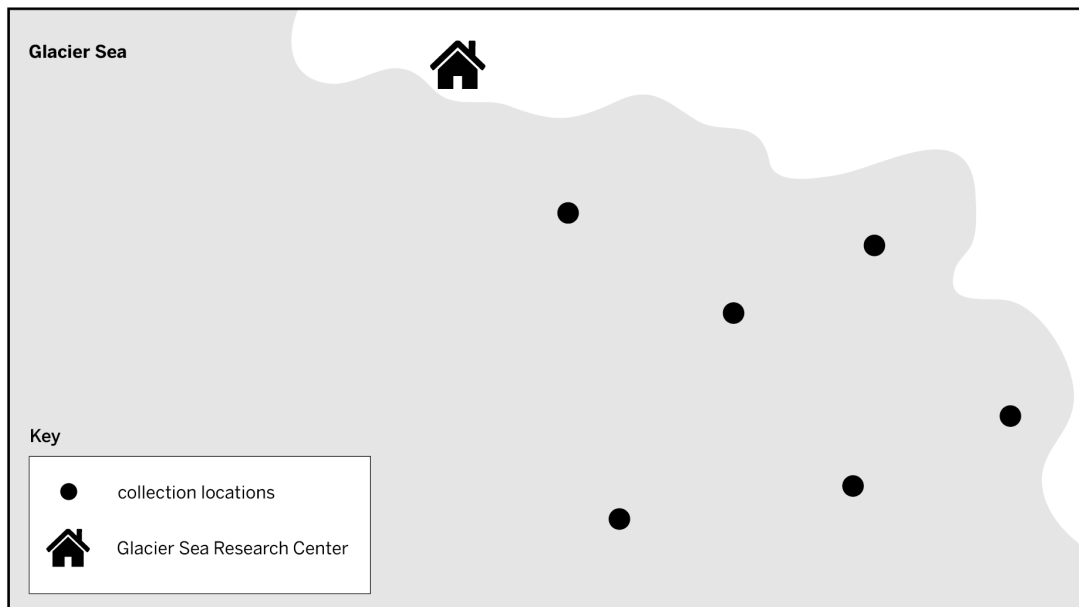 Glacier Sea
Key
collection locations
Glacier Sea Research Center